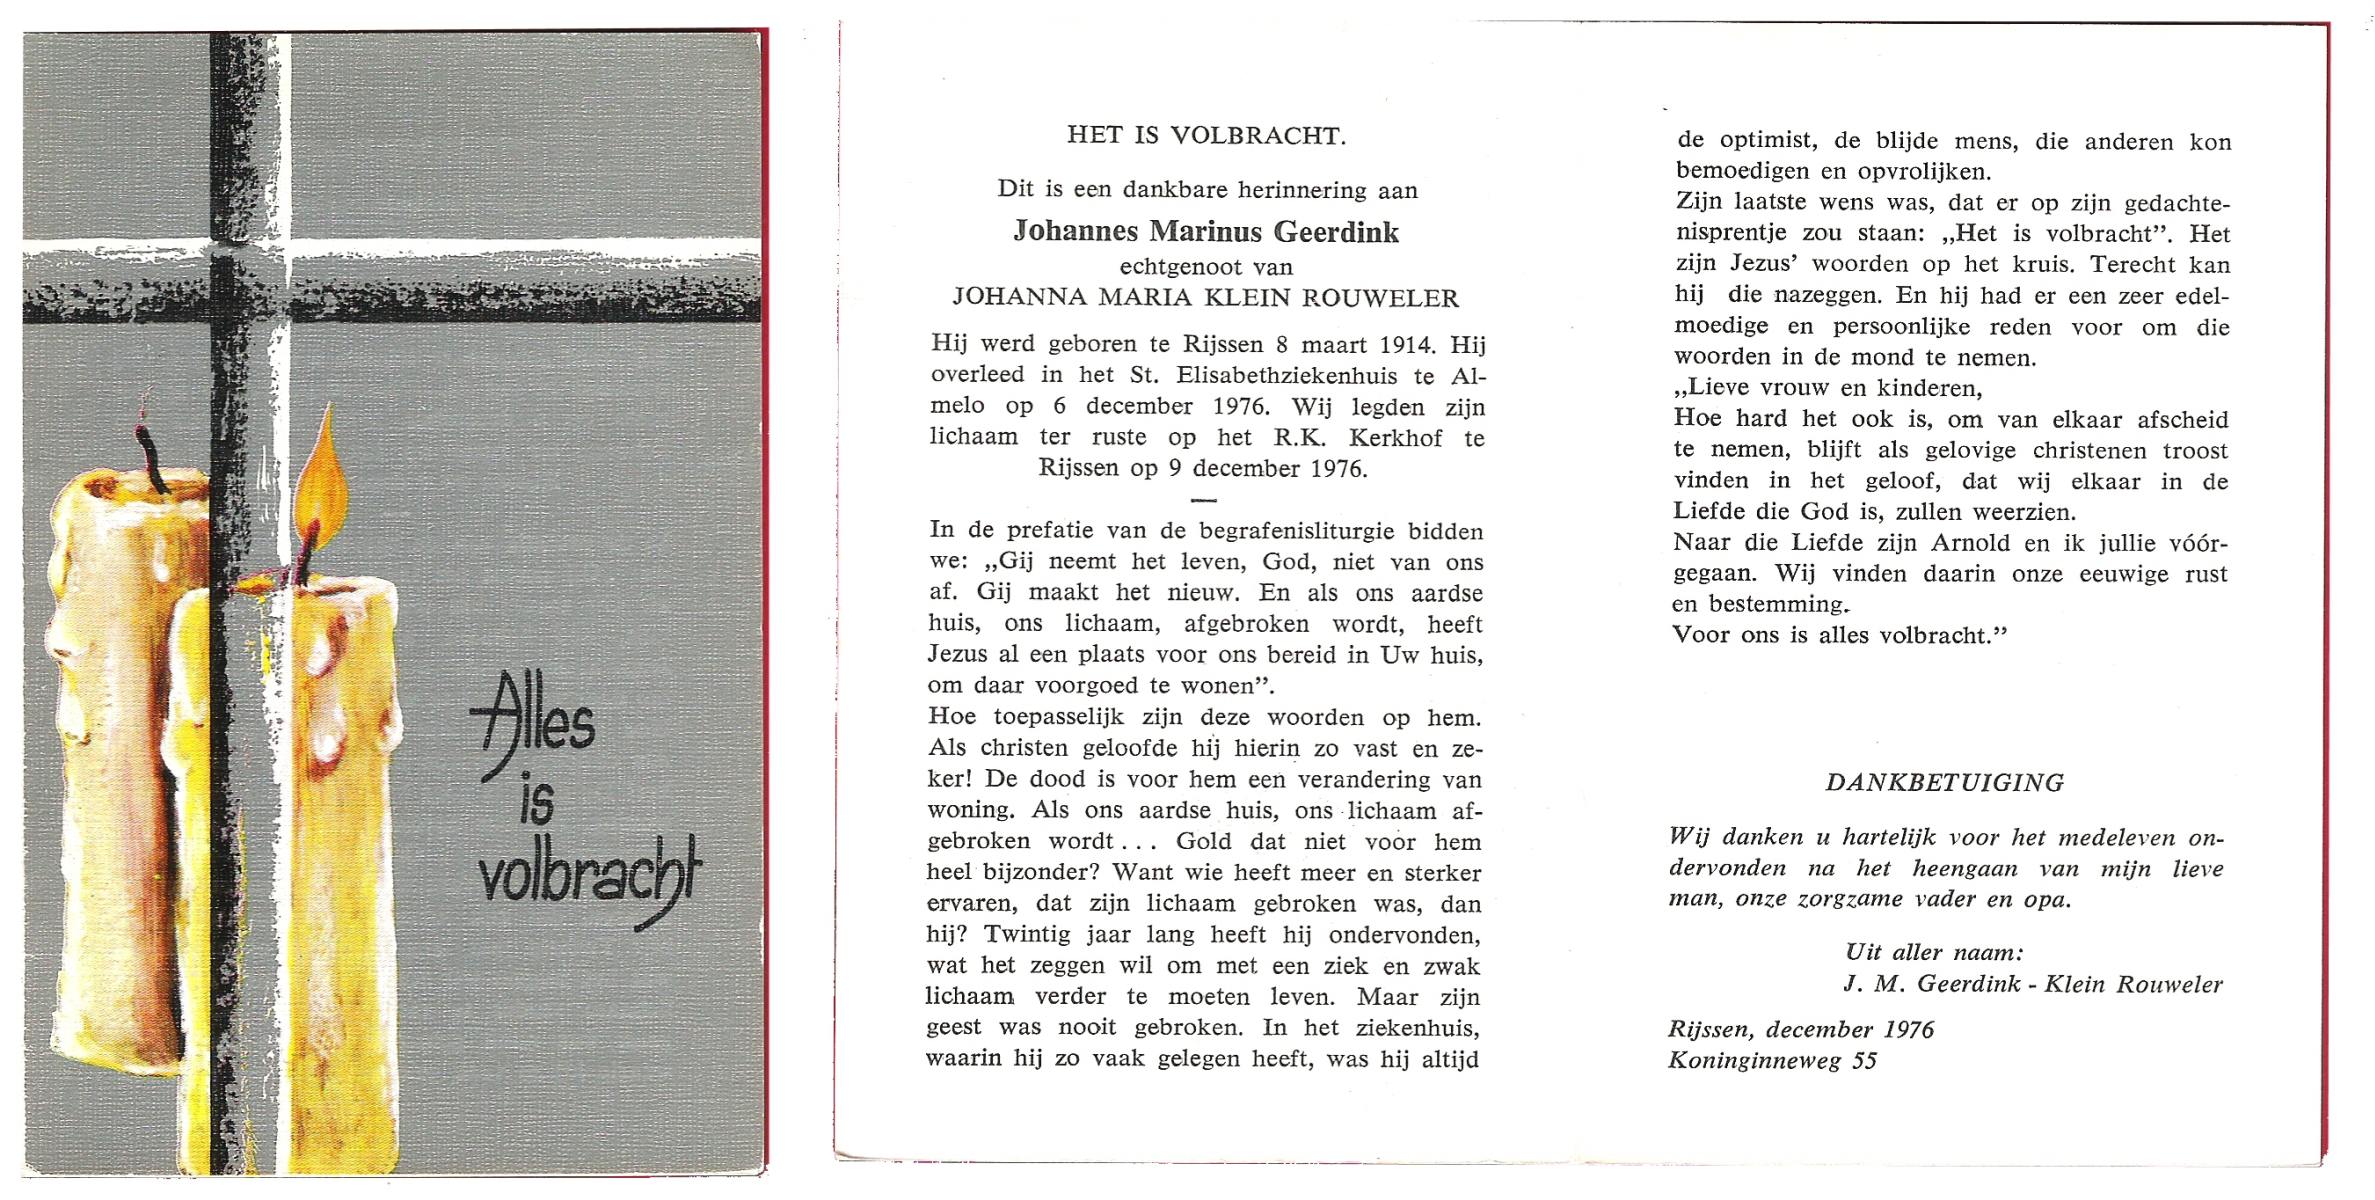 Alles
is
volbracht
HET IS VOLBRACHT.
Dit is een dankbare herinnering aan
Johannes Marinus Geerdink
echtgenoot van
JOHANNA MARIA KLEIN ROUWELER
Hij werd geboren te Rijssen 8 maart 1914. Hij
overleed in het St. Elisabethziekenhuis te Al-
melo op 6 december 1976. Wij legden zijn
lichaam ter ruste op het R.K. Kerkhof te
Rijssen op 9 december 1976.
—
In de prefatie van de begrafenisliturgie bidden
we: „Gij neemt het leven, God, niet van ons
af. Gij maakt het nieuw. En als ons aardse
huis, ons lichaam, afgebroken wordt, heeft
Jezus al een plaats voor ons bereid in Uw huis,
om daar voorgoed te wonen”.
Hoe toepasselijk zijn deze woorden op hem.
Als christen geloofde hij hierin zo vast en ze-
ker! De dood is voor hem een verandering van
woning. Als ons aardse huis, ons lichaam af-
gebroken wordt... Gold dat niet voor hem
heel bijzonder? Want wie heeft meer en sterker
ervaren, dat zijn lichaam gebroken was, dan
hij? Twintig jaar lang heeft hij ondervonden,
wat het zeggen wil om met een ziek en zwak
lichaam verder te moeten leven. Maar zijn
geest was nooit gebroken. In het ziekenhuis,
waarin hij zo vaak gelegen heeft, was hij altijd
de optimist, de blijde mens, die anderen kon
bemoedigen en opvrolijken.
Zijn laatste wens was, dat er op zijn gedachte-
nisprentje zou staan: „Het is volbracht”. Het
zijn Jezus’ woorden op het kruis. Terecht kan
hij die nazeggen. En hij had er een zeer edel-
moedige en persoonlijke reden voor om die
woorden in de mond te nemen.
„Lieve vrouw en kinderen,
Hoe hard het ook is, om van elkaar afscheid
te nemen, blijft als gelovige christenen troost
vinden in het geloof, dat wij elkaar in de
Liefde die God is, zullen weerzien.
Naar die Liefde zijn Arnold en ik jullie vóór-
gegaan. Wij vinden daarin onze eeuwige rust
en bestemming.
Voor ons is alles volbracht.”
DANKBETUIGING
Wij danken u hartelijk voor het medeleven on-
dervonden na het heengaan van mijn lieve
man, onze zorgzame vader en opa.
Uit aller naam:
J. M. Geerdink - Klein Rouweler
Rijssen, december 1976
Koninginneweg 55